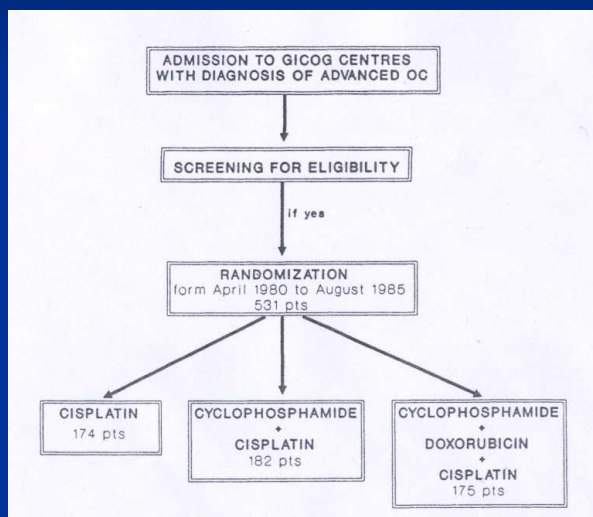 ADMISSION TO GICOG CENTRES
WITH DIAGNOSIS OF ADVANCED OC
SCREENING FOR ELIGIBILITY
if yes
RANDOMIZATION
form April 1980 to August 1985
531 pts
CISPLATIN
174 pts
CYCLOPHOSPHAMIDE
+
CISPLATIN
182 pts
CYCLOPHOSPHAMIDE
+
DOXORUBICIN
+
CISPLATIN
175 pts